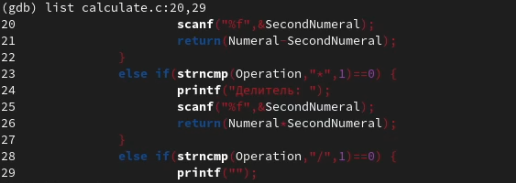 (gdb) list calculate.c:20,29
20 scanf("%f",&SecondNumeral);
21 return(Numeral-SecondNumeral);
22 }
23 else if(strncmp(Operation,"*",1)==0) {
24 printf("Делитель: ");
25 scanf("%f",&SecondNumeral);
26 return(Numeral*SecondNumeral);
27 }
28 else if(strncmp(Operation,"/",1)==0) {
29 printf("");